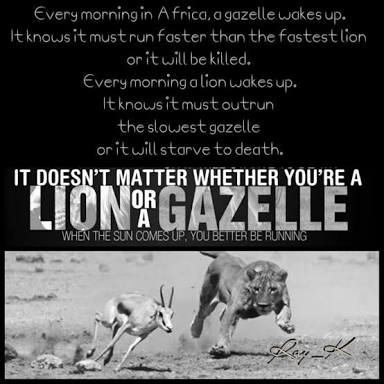 Every morning in Africa, a gazelle wakes up.
It knows it must run faster than the fastest lion
or it will be killed.
Every morning a lion wakes up.
It knows it must outrun
the slowest gazelle
or it will starve to death.
IT DOESN'T MATTER WHETHER YOU'RE A
LION OR A GAZELLE
WHEN THE SUN COMES UP, YOU BETTER BE RUNNING
Ray_K